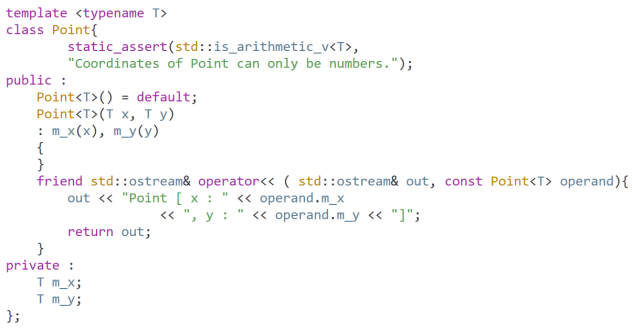 template <typename T>
class Point{
        static_assert(std::is_arithmetic_v<T>,
        "Coordinates of Point can only be numbers.");
public :
    Point<T>() = default;
    Point<T>(T x, T y)
    : m_x(x), m_y(y)
    {
    }
    friend std::ostream& operator<< ( std::ostream& out, const Point<T> operand){
        out << "Point [ x : " << operand.m_x
                    << ", y : " << operand.m_y << "]";
        return out;
    }
private :
    T m_x;
    T m_y;
};